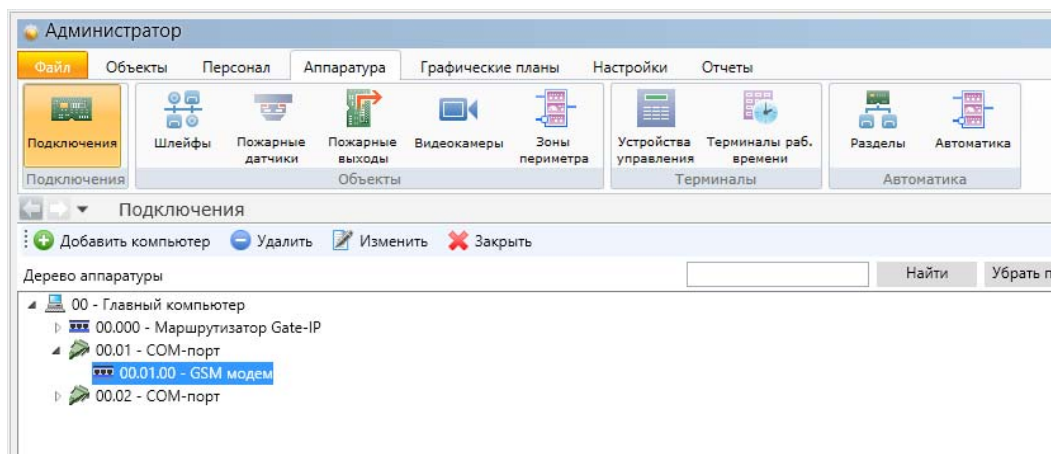 Администратор
Файл Объекты Персонал Аппаратура Графические планы Настройки Отчеты
Подключения Шлейфы Пожарные датчики Пожарные выходы Видеокамеры Зоны периметра Устройства управления Терминалы раб. времени Разделы Автоматика
Подключения Объекты Терминалы Автоматика
Подключения
Добавить компьютер Удалить Изменить Закрыть
Дерево аппаратуры Найти Убрать п
00 - Главный компьютер
00.000 - Маршрутизатор Gate-IP
00.01 - COM-порт
00.01.00 - GSM модем
00.02 - COM-порт